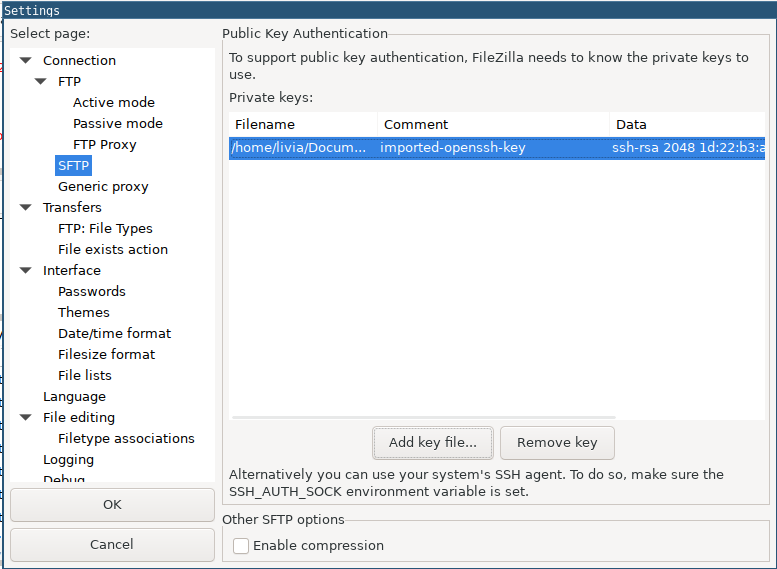 Settings
Select page:
Connection
FTP
Active mode
Passive mode
FTP Proxy
SFTP
Generic proxy
Transfers
FTP: File Types
File exists action
Interface
Passwords
Themes
Date/time format
Filesize format
File lists
Language
File editing
Filetype associations
Logging
Debug
OK
Cancel
Public Key Authentication
To support public key authentication, FileZilla needs to know the private keys to
use.
Private keys:
Filename Comment Data
/home/livia/Docum... imported-openssh-key ssh-rsa 2048 1d:22:b3:a
Add key file... Remove key
Alternatively you can use your system's SSH agent. To do so, make sure the
SSH_AUTH_SOCK environment variable is set.
Other SFTP options
Enable compression